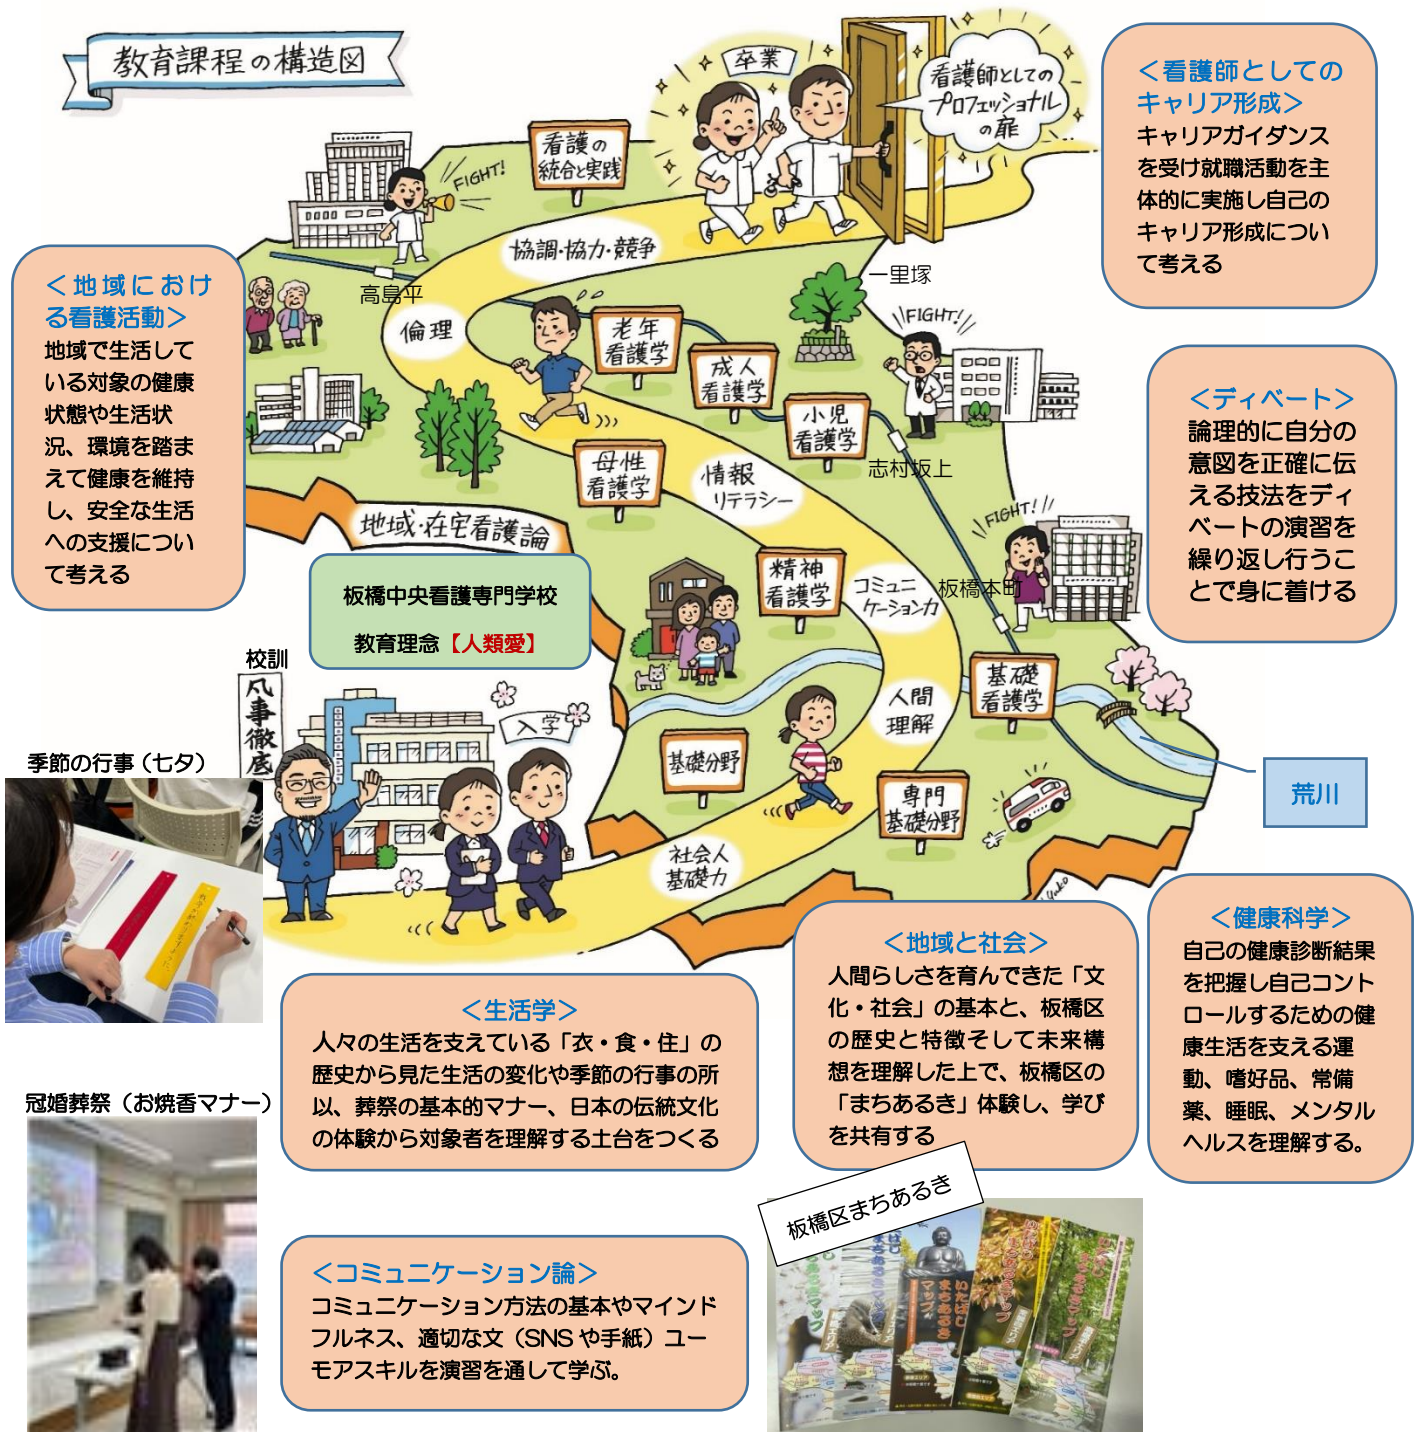 教育課程の構造図
卒業
看護師としての
プロフェッショナル
の扉
＜看護師としての
キャリア形成＞
キャリアガイダンス
を受け就職活動を主
体的に実施し自己の
キャリア形成につい
て考える
看護の
統合と実践
FIGHT!
協調・協力・競争
＜地域におけ
る看護活動＞
地域で生活して
いる対象の健康
状態や生活状
況、環境を踏ま
えて健康を維持
し、安全な生活
への支援につい
て考える
高島平
倫理
一里塚
FIGHT!
老年
看護学
成人
看護学
小児
看護学
志村坂上
＜ディベート＞
論理的に自分の
意図を正確に伝
える技法をディ
ベートの演習を
繰り返し行うこ
とで身に着ける
母性
看護学
情報
リテラシー
地域・在宅看護論
FIGHT!
精神
看護学
コミュニ
ケーション力
板橋本町
板橋中央看護専門学校
教育理念【人類愛】
校訓
凡事徹底
入学
基礎
看護学
人間
理解
基礎分野
専門
基礎分野
荒川
社会人
基礎力
Yuko
季節の行事（七夕）
＜生活学＞
人々の生活を支えている「衣・食・住」の
歴史から見た生活の変化や季節の行事の所
以、葬祭の基本的マナー、日本の伝統文化
の体験から対象者を理解する土台をつくる
＜地域と社会＞
人間らしさを育んできた「文
化・社会」の基本と、板橋区
の歴史と特徴そして未来構
想を理解した上で、板橋区の
「まちあるき」体験し、学び
を共有する
＜健康科学＞
自己の健康診断結果
を把握し自己コント
ロールするための健
康生活を支える運
動、嗜好品、常備
薬、睡眠、メンタル
ヘルスを理解する。
冠婚葬祭（お焼香マナー）
＜コミュニケーション論＞
コミュニケーション方法の基本やマインド
フルネス、適切な文（SNS や手紙）ユー
モアスキルを演習を通して学ぶ。
板橋区まちあるき
いたばし
まちあるき
マップ